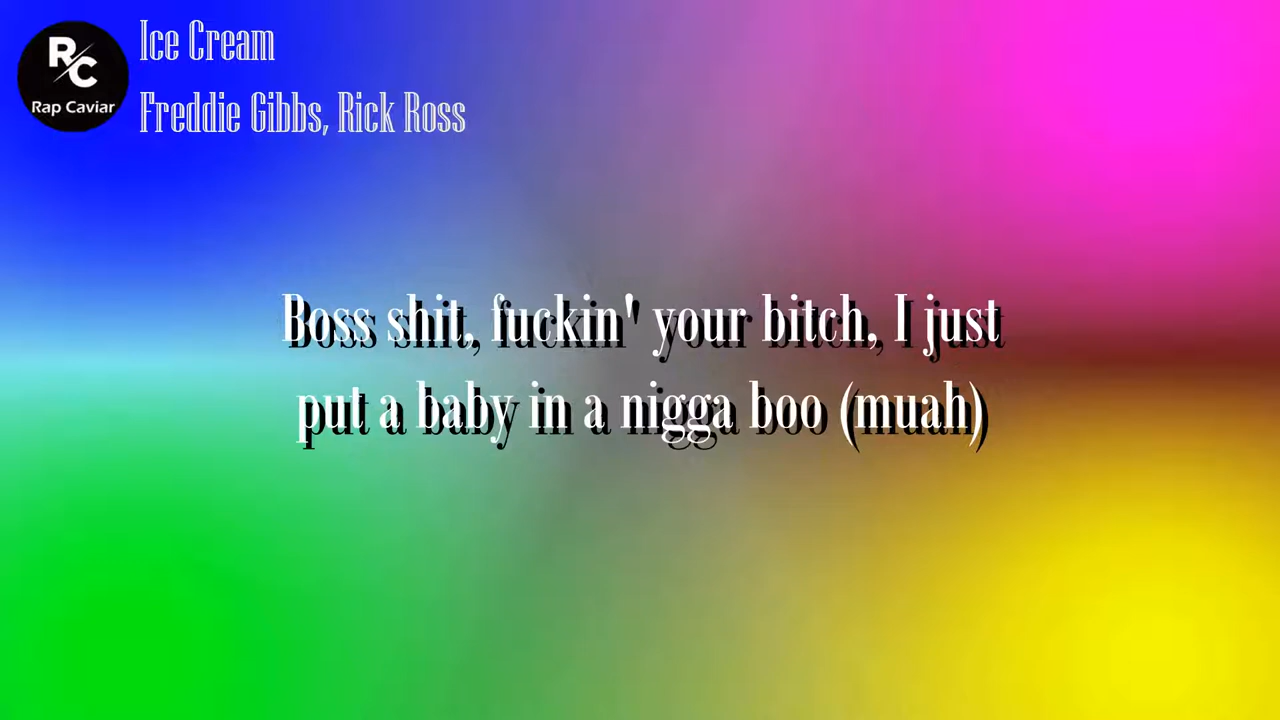 R/C
Rap Caviar
Ice Cream
Freddie Gibbs, Rick Ross
Boss shit, fuckin' your bitch, I just
put a baby in a nigga boo (muah)